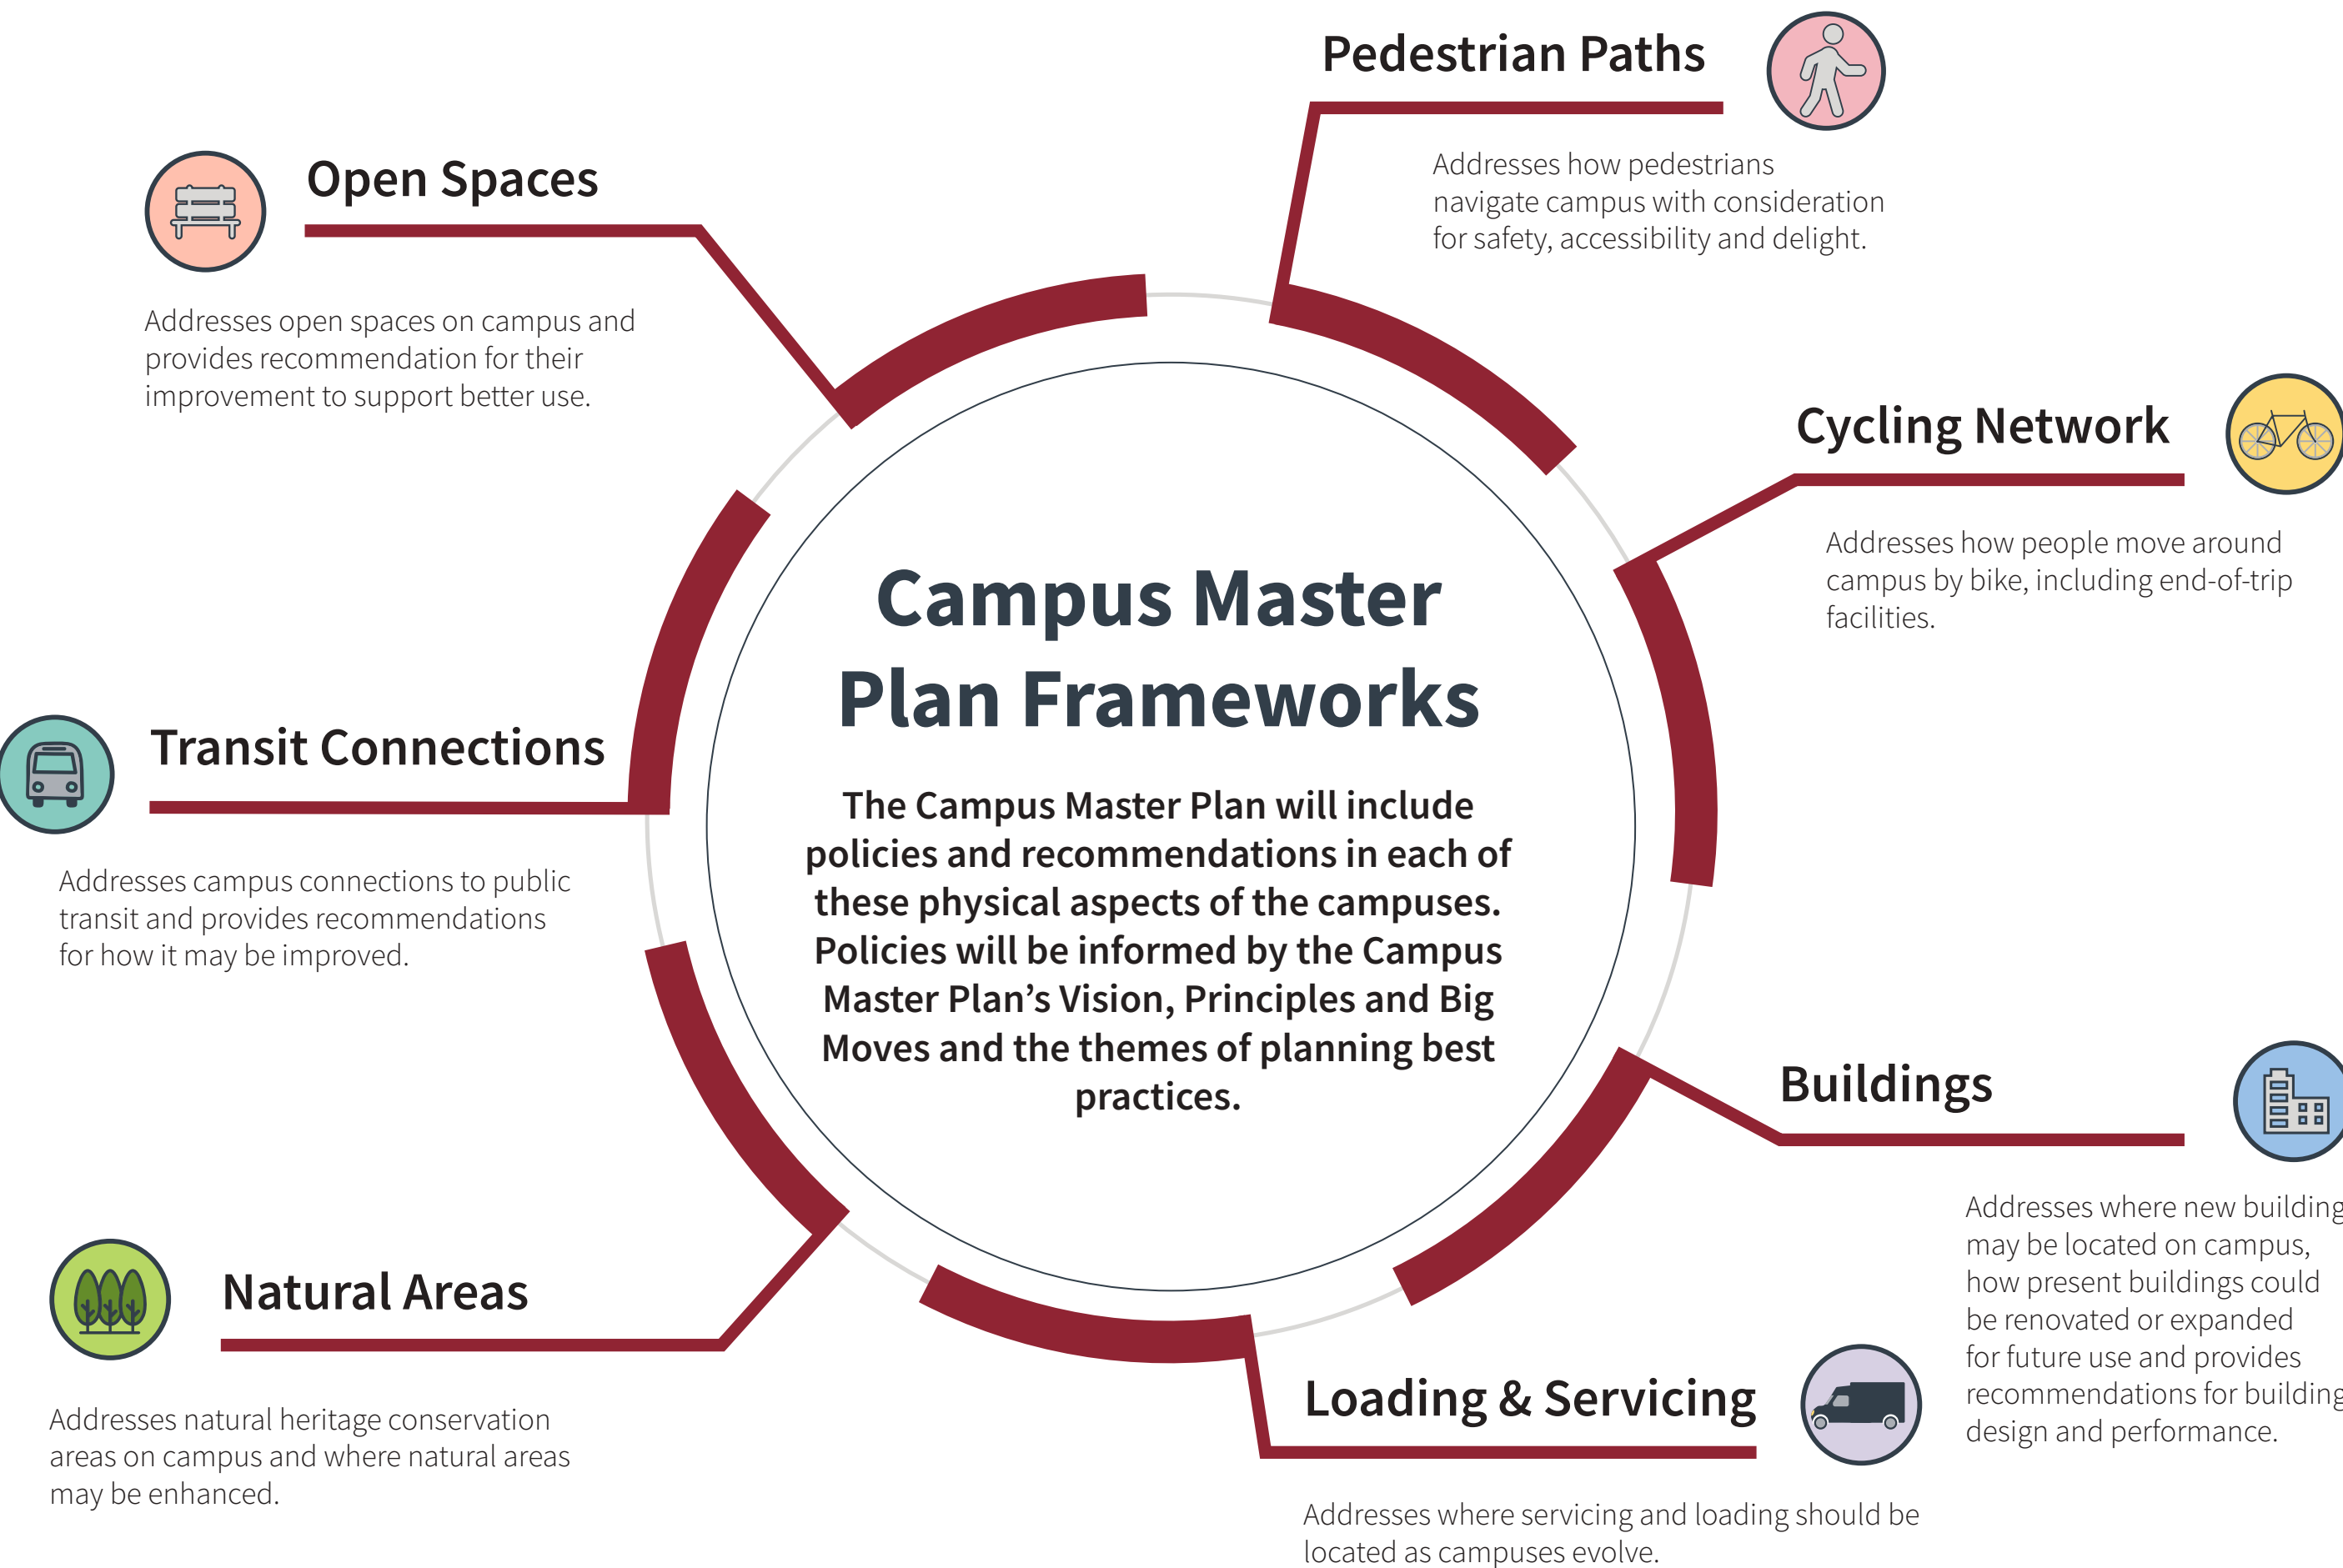 Pedestrian Paths
Addresses how pedestrians
navigate campus with consideration
for safety, accessibility and delight.
Open Spaces
Addresses open spaces on campus and
provides recommendation for their
improvement to support better use.
Cycling Network
Addresses how people move around
campus by bike, including end-of-trip
facilities.
Campus Master
Plan Frameworks
The Campus Master Plan will include
policies and recommendations in each of
these physical aspects of the campuses.
Policies will be informed by the Campus
Master Plan’s Vision, Principles and Big
Moves and the themes of planning best
practices.
Transit Connections
Addresses campus connections to public
transit and provides recommendations
for how it may be improved.
Buildings
Addresses where new building
may be located on campus,
how present buildings could
be renovated or expanded
for future use and provides
recommendations for building
design and performance.
Natural Areas
Addresses natural heritage conservation
areas on campus and where natural areas
may be enhanced.
Loading & Servicing
Addresses where servicing and loading should be
located as campuses evolve.